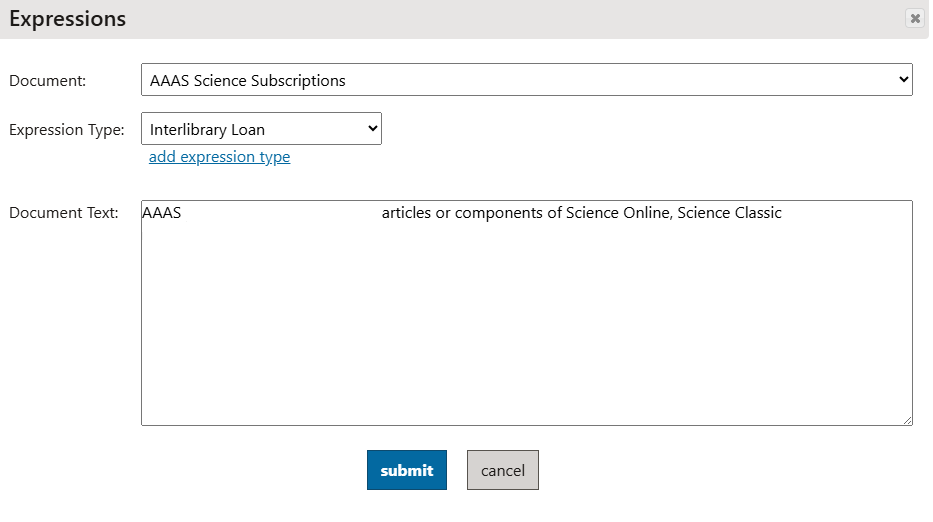 Expressions
Document: AAAS Science Subscriptions
Expression Type: Interlibrary Loan
add expression type
Document Text: AAAS articles or components of Science Online, Science Classic
submit cancel